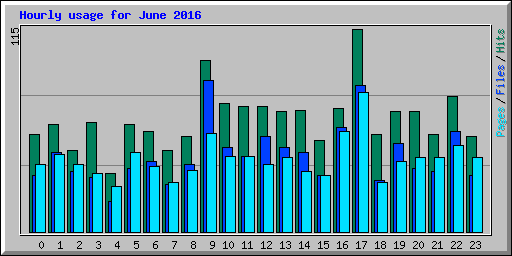 Hourly usage for June 2016
115
Pages / Files / Hits
0 1 2 3 4 5 6 7 8 9 10 11 12 13 14 15 16 17 18 19 20 21 22 23